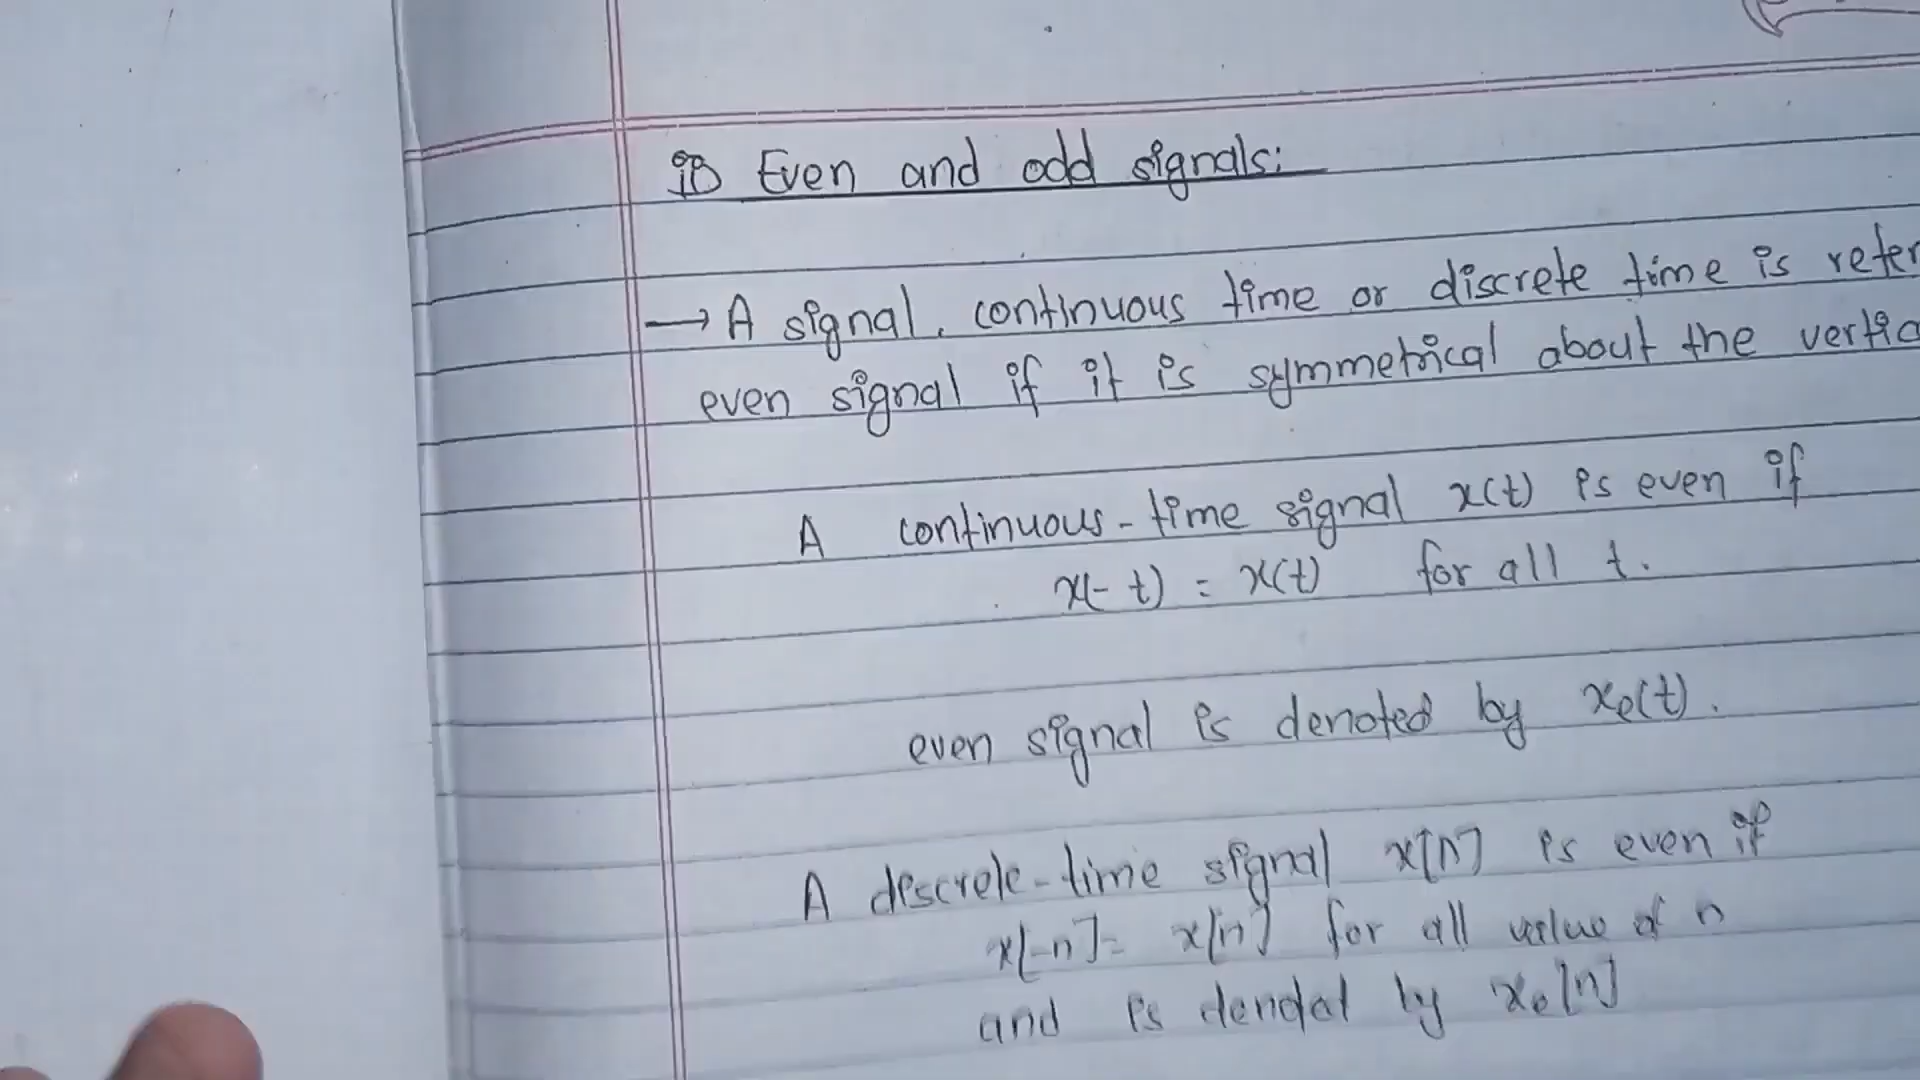 ii) Even and odd signals:
→ A signal, continuous time or discrete time is refer
even signal if it is symmetrical about the vertic
A continuous-time signal x(t) is even if
x(-t) = x(t) for all t.
even signal is denoted by xe(t).
A discrete-time signal x[n] is even if
x[-n] = x[n] for all value of n
and is by xe[n]